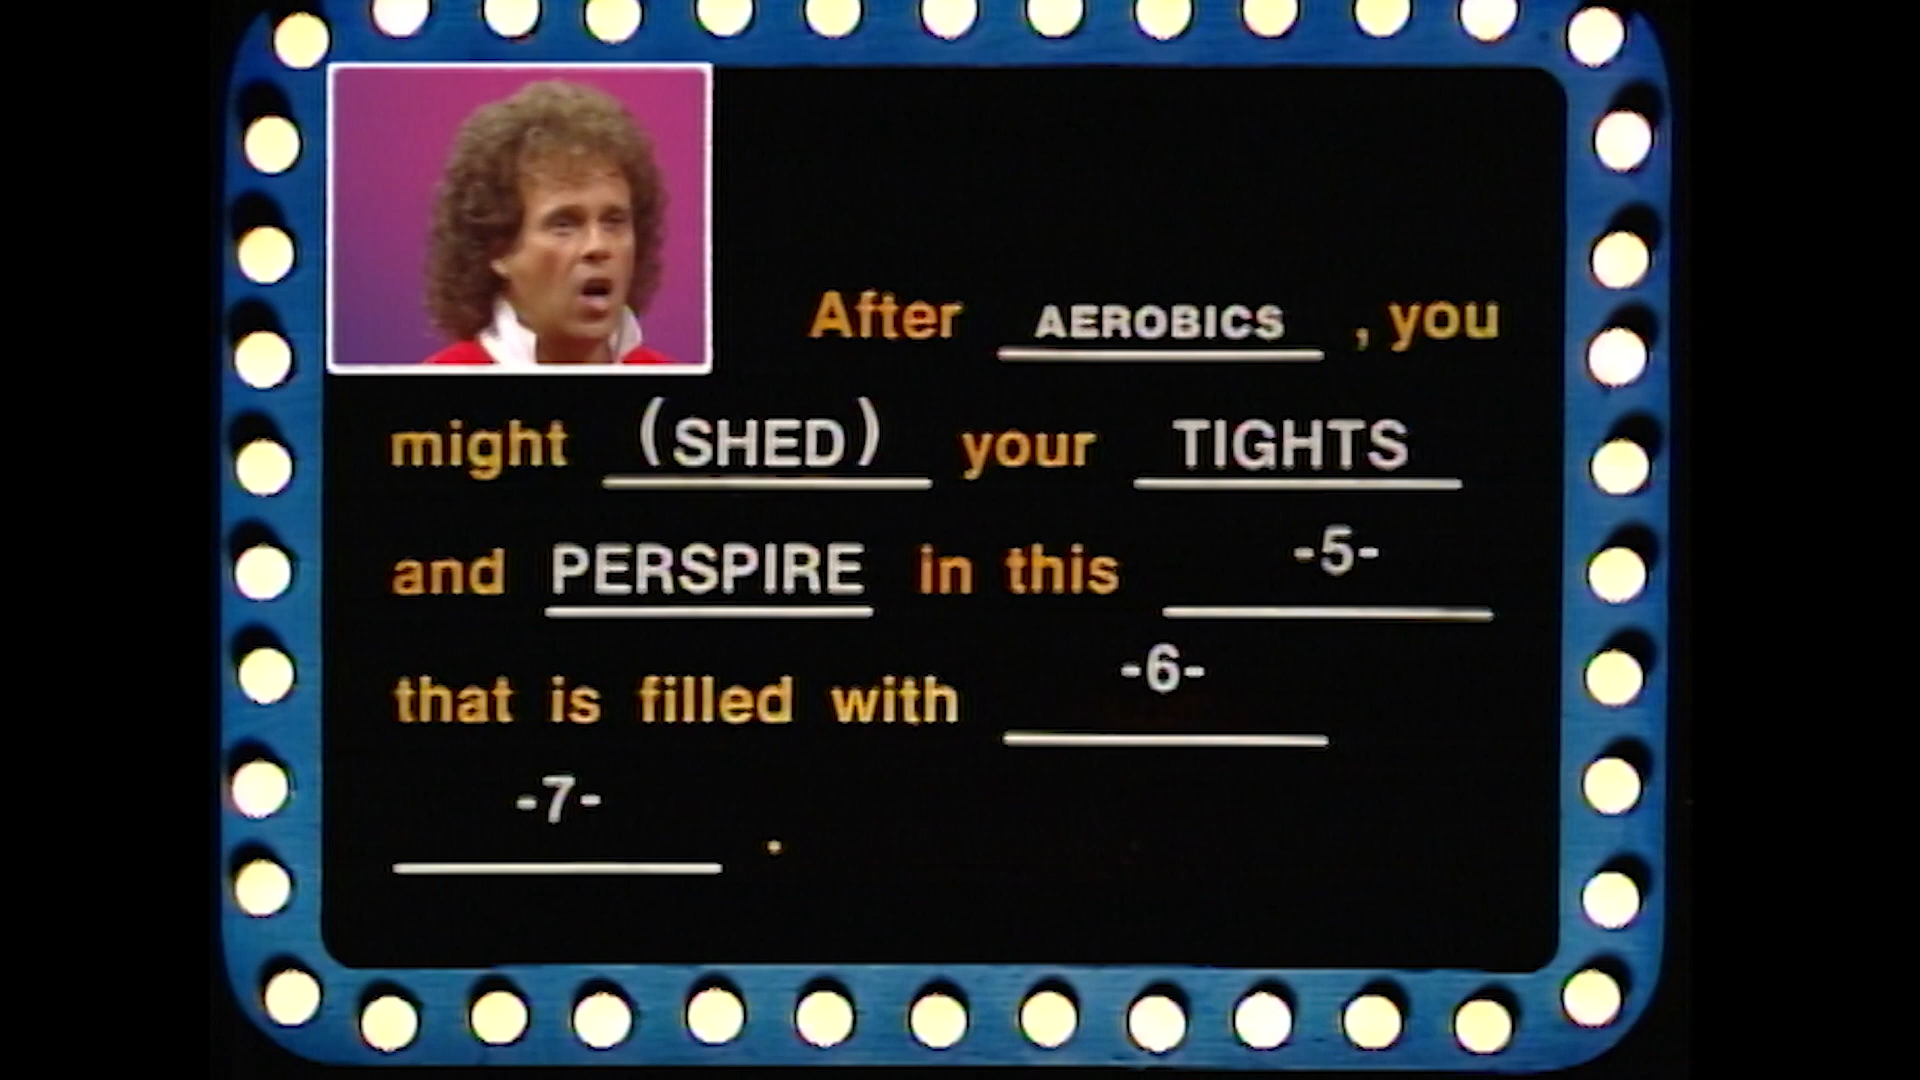 After AEROBICS , you
might (SHED) your TIGHTS
and PERSPIRE in this -5-
that is filled with -6-
-7- .